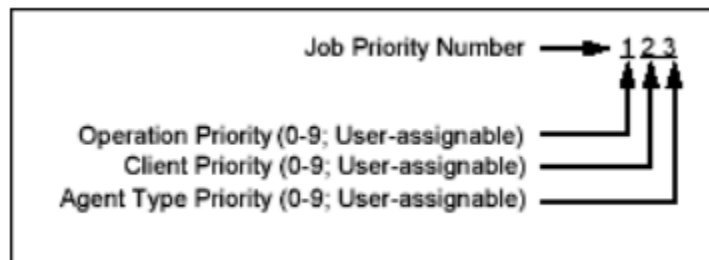 Job Priority Number 1 2 3
Operation Priority (0-9; User-assignable)
Client Priority (0-9; User-assignable)
Agent Type Priority (0-9; User-assignable)